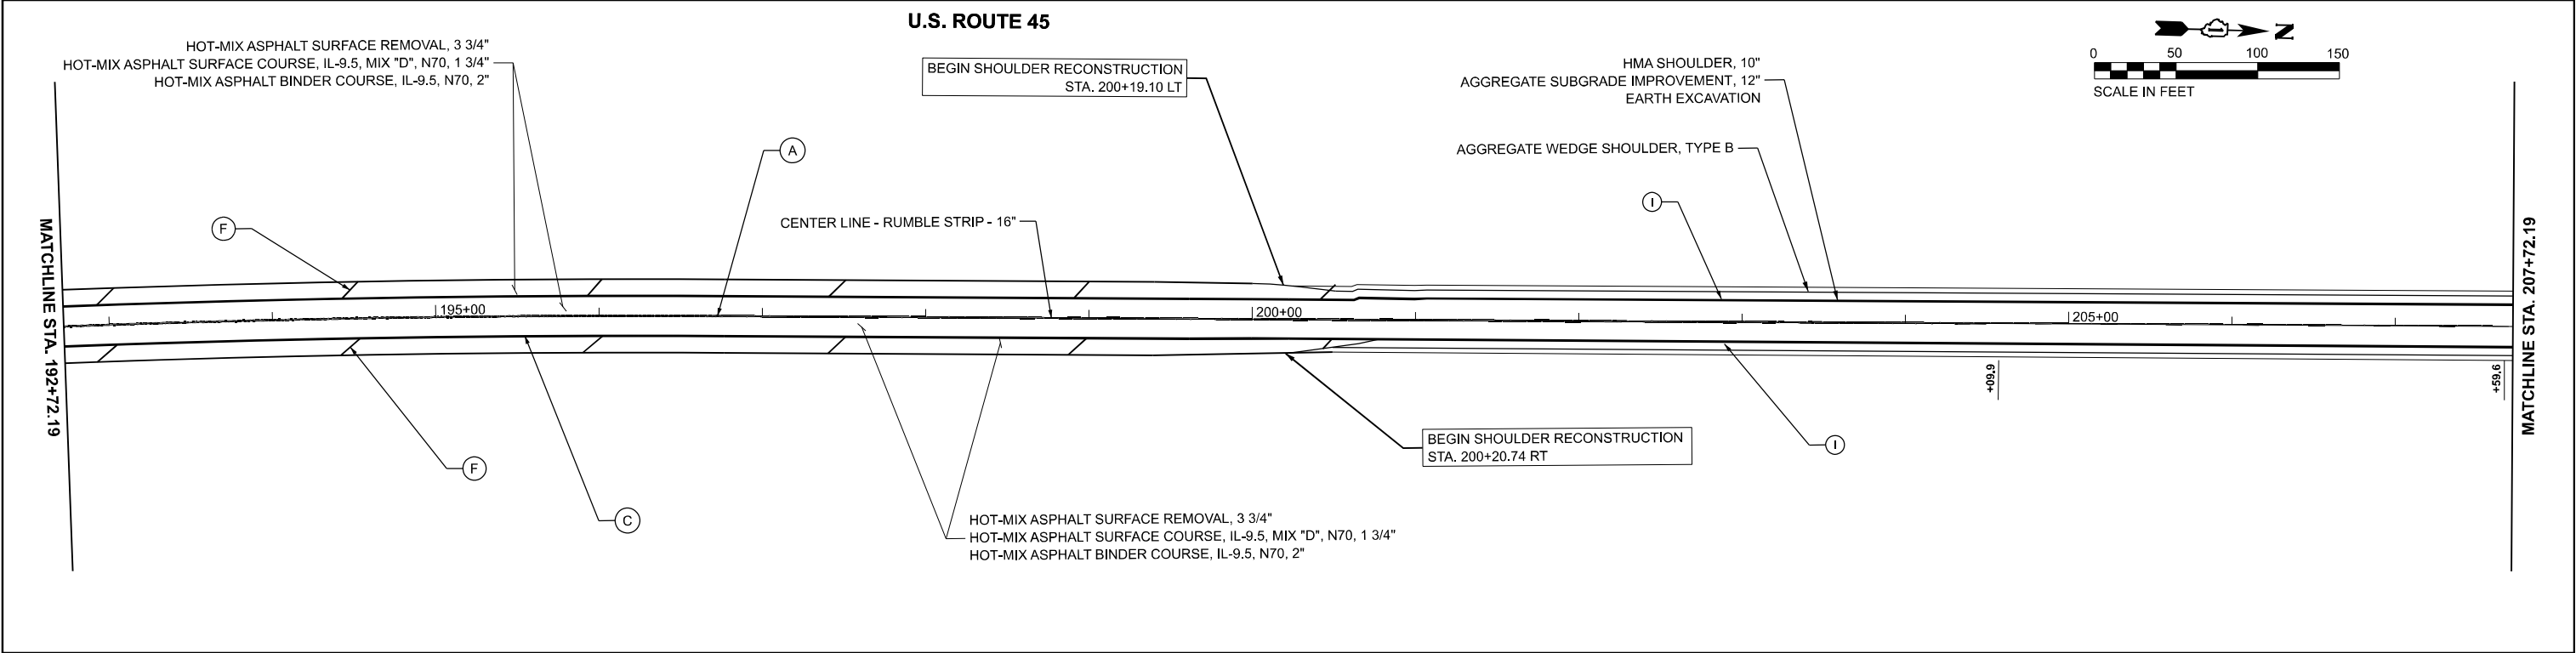 U.S. ROUTE 45
HOT-MIX ASPHALT SURFACE REMOVAL, 3 3/4"
HOT-MIX ASPHALT SURFACE COURSE, IL-9.5, MIX "D", N70, 1 3/4"
HOT-MIX ASPHALT BINDER COURSE, IL-9.5, N70, 2"
BEGIN SHOULDER RECONSTRUCTION
STA. 200+19.10 LT
HMA SHOULDER, 10"
AGGREGATE SUBGRADE IMPROVEMENT, 12"
EARTH EXCAVATION
AGGREGATE WEDGE SHOULDER, TYPE B
N
0 50 100 150
SCALE IN FEET
A
F
CENTER LINE - RUMBLE STRIP - 16"
I
MATCHLINE STA. 192+72.19
195+00
200+00
205+00
MATCHLINE STA. 207+72.19
+09.9
+59.6
F
C
BEGIN SHOULDER RECONSTRUCTION
STA. 200+20.74 RT
I
HOT-MIX ASPHALT SURFACE REMOVAL, 3 3/4"
HOT-MIX ASPHALT SURFACE COURSE, IL-9.5, MIX "D", N70, 1 3/4"
HOT-MIX ASPHALT BINDER COURSE, IL-9.5, N70, 2"